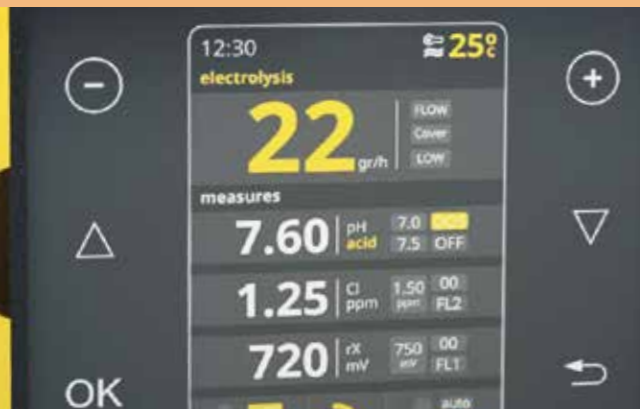 12:30 25°c
electrolysis
22 gr/h
FLOW
Cover
LOW
measures
7.60 pH acid 7.0
7.5 OFF
1.25 Cl ppm 1.50 ppm 00 FL2
720 rX mV 750 mV 00 FL1
auto
OK